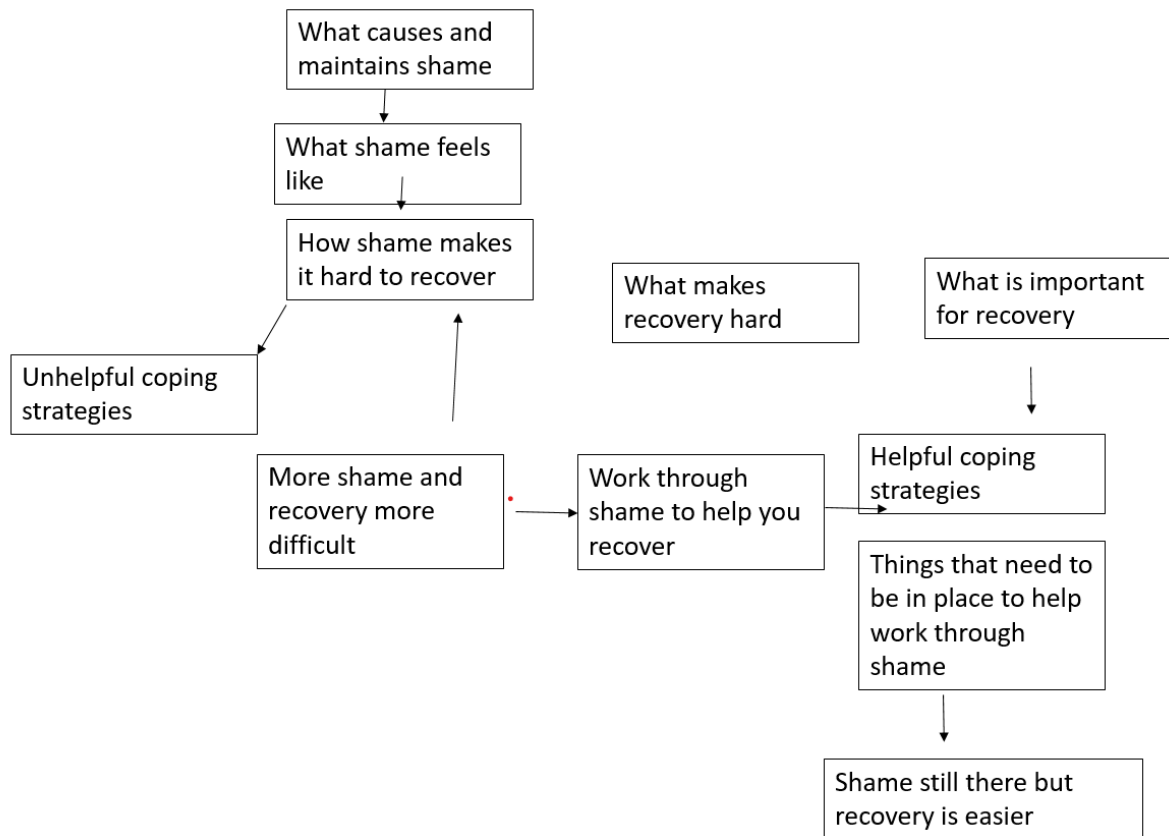 What causes and
maintains shame
What shame feels
like
How shame makes
it hard to recover
What makes
recovery hard
What is important
for recovery
Unhelpful coping
strategies
More shame and
recovery more
difficult
Work through
shame to help you
recover
Helpful coping
strategies
Things that need to
be in place to help
work through
shame
Shame still there but
recovery is easier